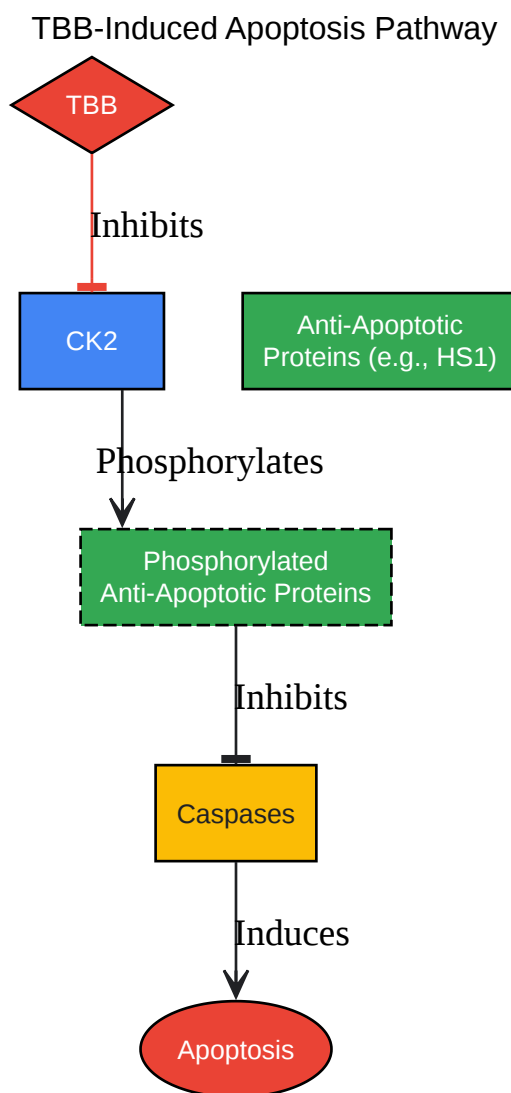 TBB-Induced Apoptosis Pathway
TBB
Inhibits
CK2
Anti-Apoptotic
Proteins (e.g., HS1)
Phosphorylates
Phosphorylated
Anti-Apoptotic Proteins
Inhibits
Caspases
Induces
Apoptosis